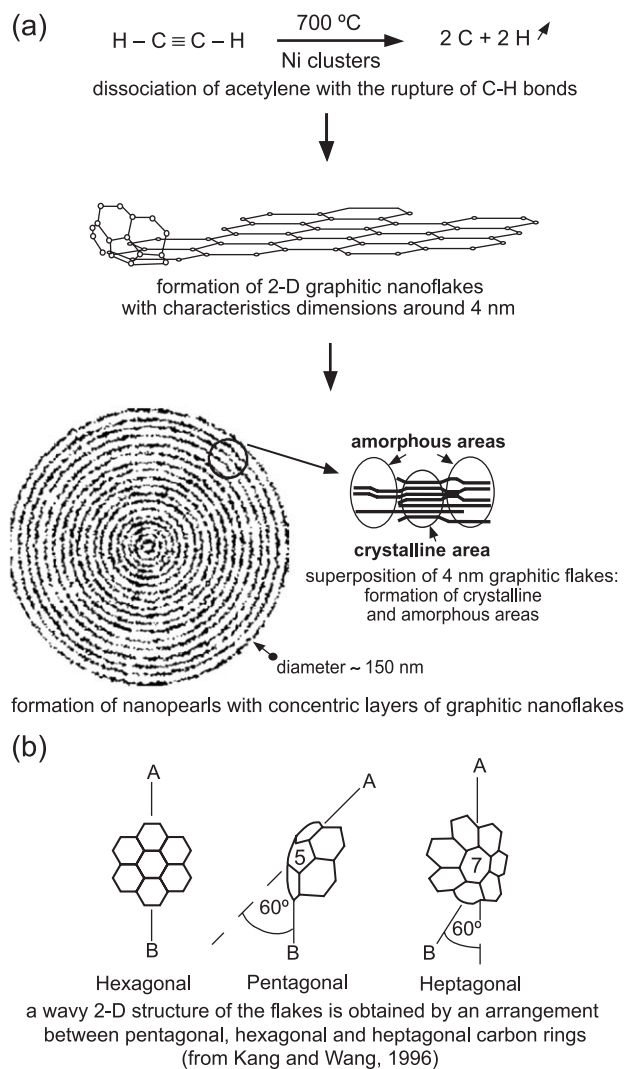 (a)
H – C ≡ C – H 700 ºC Ni clusters 2 C + 2 H
dissociation of acetylene with the rupture of C-H bonds
formation of 2-D graphitic nanoflakes
with characteristics dimensions around 4 nm
amorphous areas
crystalline area
superposition of 4 nm graphitic flakes:
formation of crystalline
and amorphous areas
diameter ~ 150 nm
formation of nanopearls with concentric layers of graphitic nanoflakes
(b)
A
B
Hexagonal
A
5
60º
B
Pentagonal
A
7
60º
B
Heptagonal
a wavy 2-D structure of the flakes is obtained by an arrangement
between pentagonal, hexagonal and heptagonal carbon rings
(from Kang and Wang, 1996)